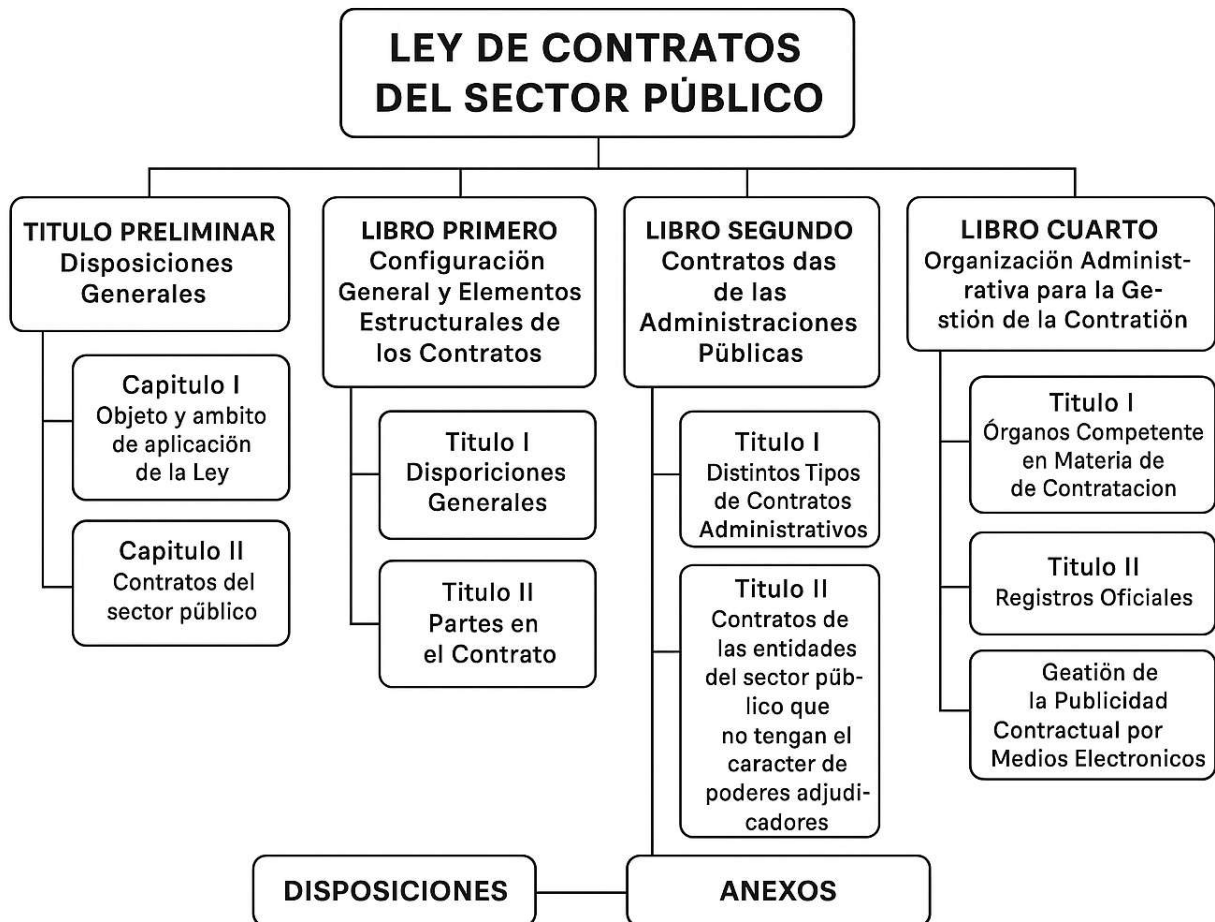 LEY DE CONTRATOS
DEL SECTOR PÚBLICO
TITULO PRELIMINAR
Disposiciones
Generales
Capitulo I
Objeto y ambito
de aplicación
de la Ley
Capitulo II
Contratos del
sector público
LIBRO PRIMERO
Configuración
General y Elementos
Estructurales de
los Contratos
Titulo I
Disporiciones
Generales
Titulo II
Partes en
el Contrato
LIBRO SEGUNDO
Contratos das
de las
Administraciones
Públicas
Titulo I
Distintos Tipos
de Contratos
Administrativos
Titulo II
Contratos de
las entidades
del sector púb-
lico que
no tengan el
caracter de
poderes adjudi-
cadores
LIBRO CUARTO
Organización Administ-
rativa para la Ge-
stión de la Contratiön
Titulo I
Órganos Competente
en Materia de
de Contratacion
Titulo II
Registros Oficiales
Geatiön de
la Publicidad
Contractual por
Medios Electronicos
DISPOSICIONES
ANEXOS